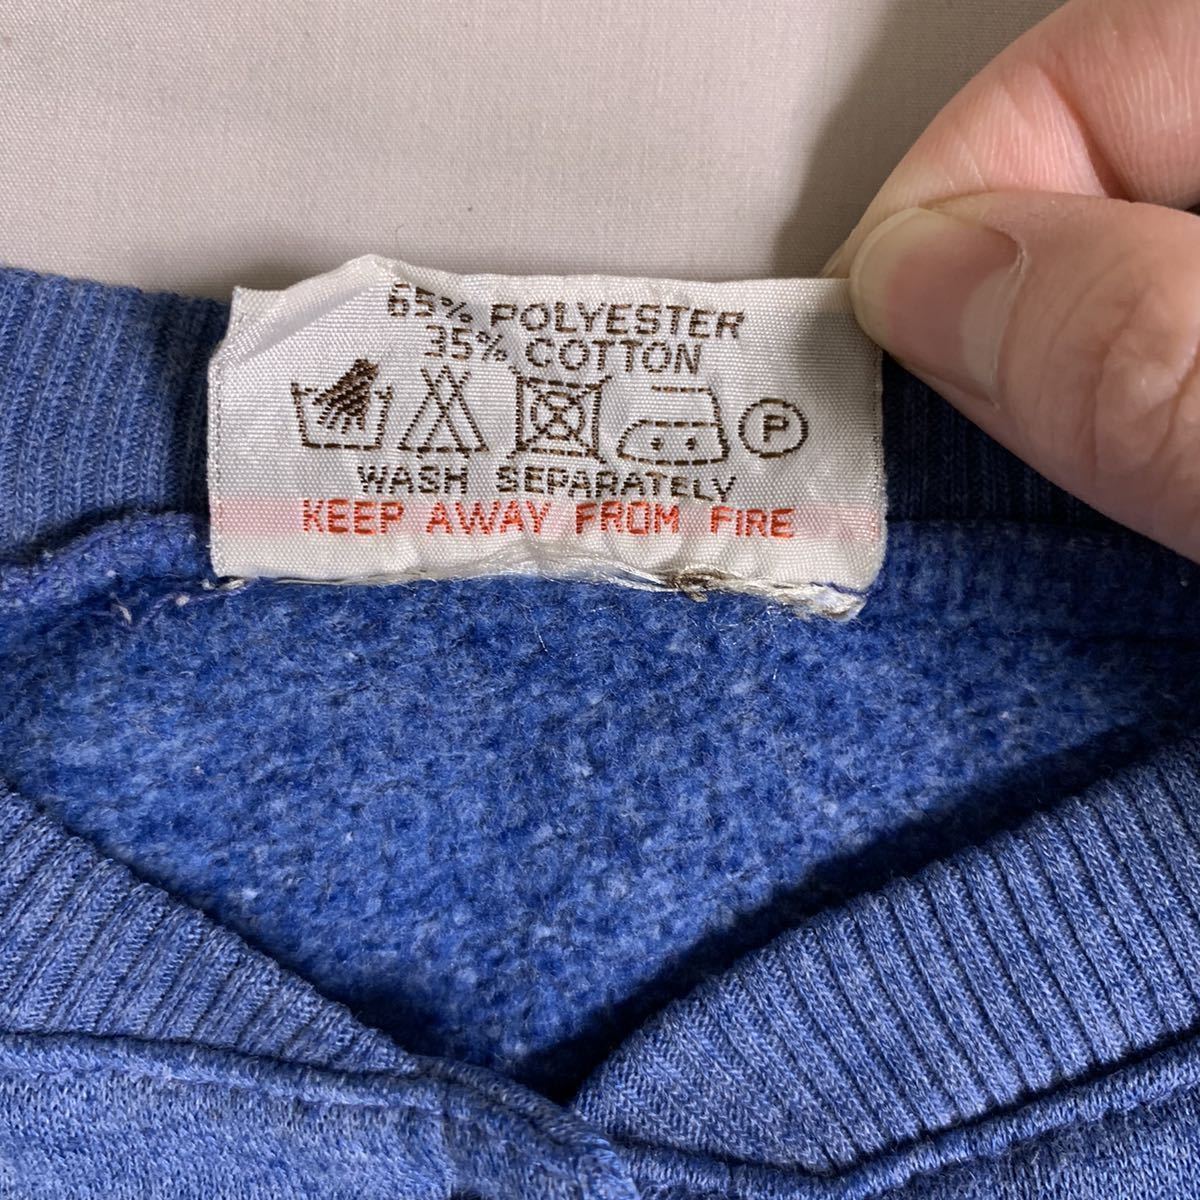 65% POLYESTER
35% COTTON
P
WASH SEPARATELY
KEEP AWAY FROM FIRE